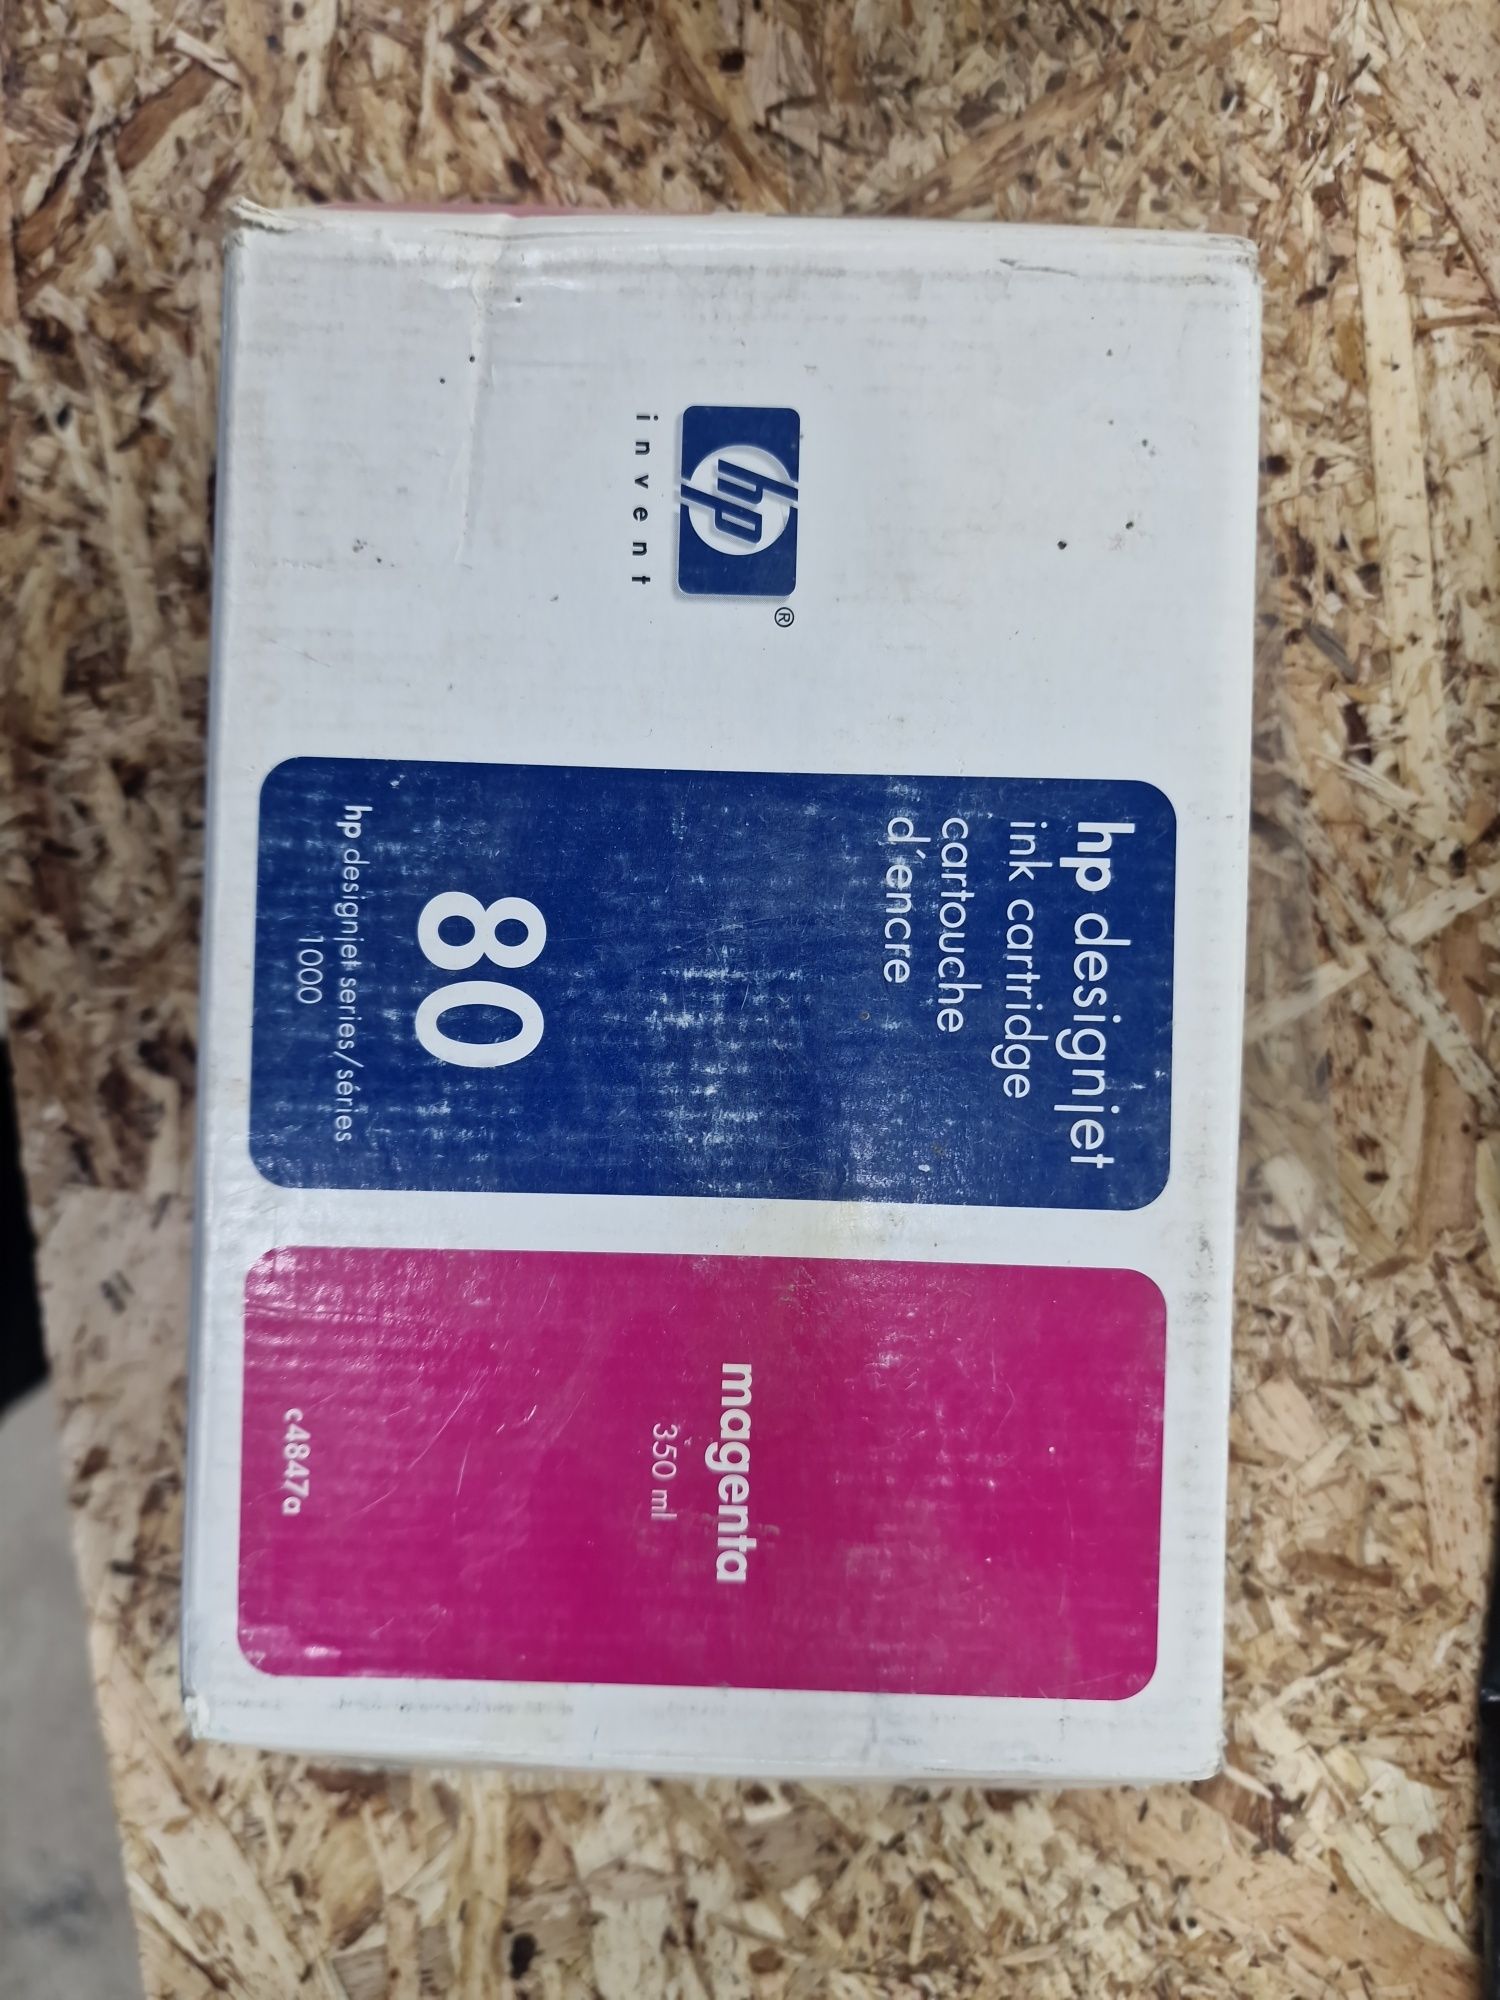 hp
®
invent
hp designjet
ink cartridge
cartouche
d'encre
80
hp designjet series/séries
1000
magenta
350 ml
c4847a